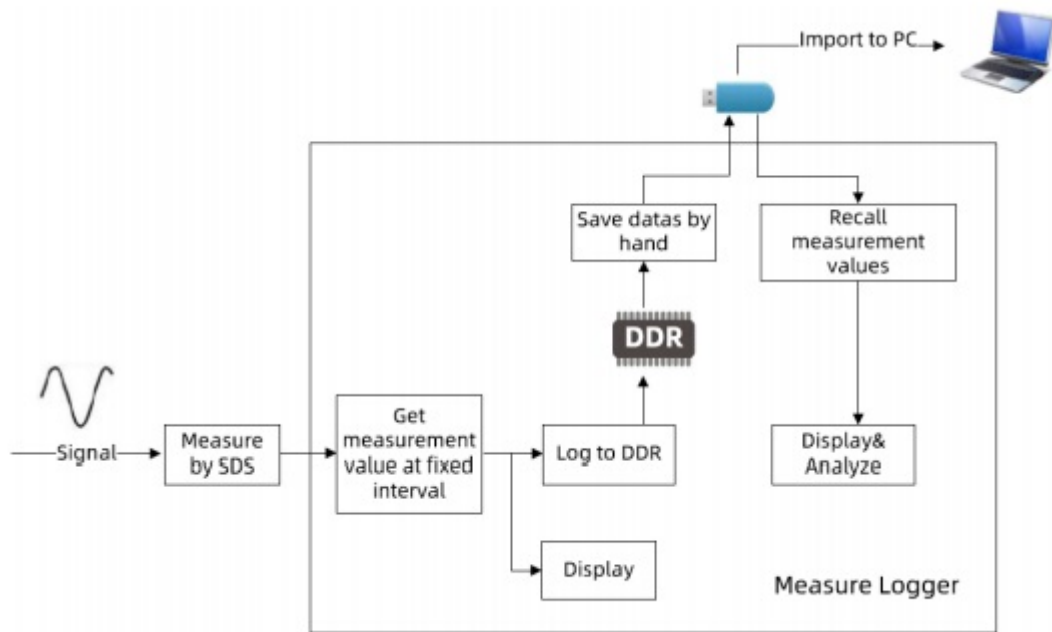 Import to PC
Save datas by
hand
Recall
measurement
values
DDR
Signal
Measure
by SDS
Get
measurement
value at fixed
interval
Log to DDR
Display&
Analyze
Display
Measure Logger